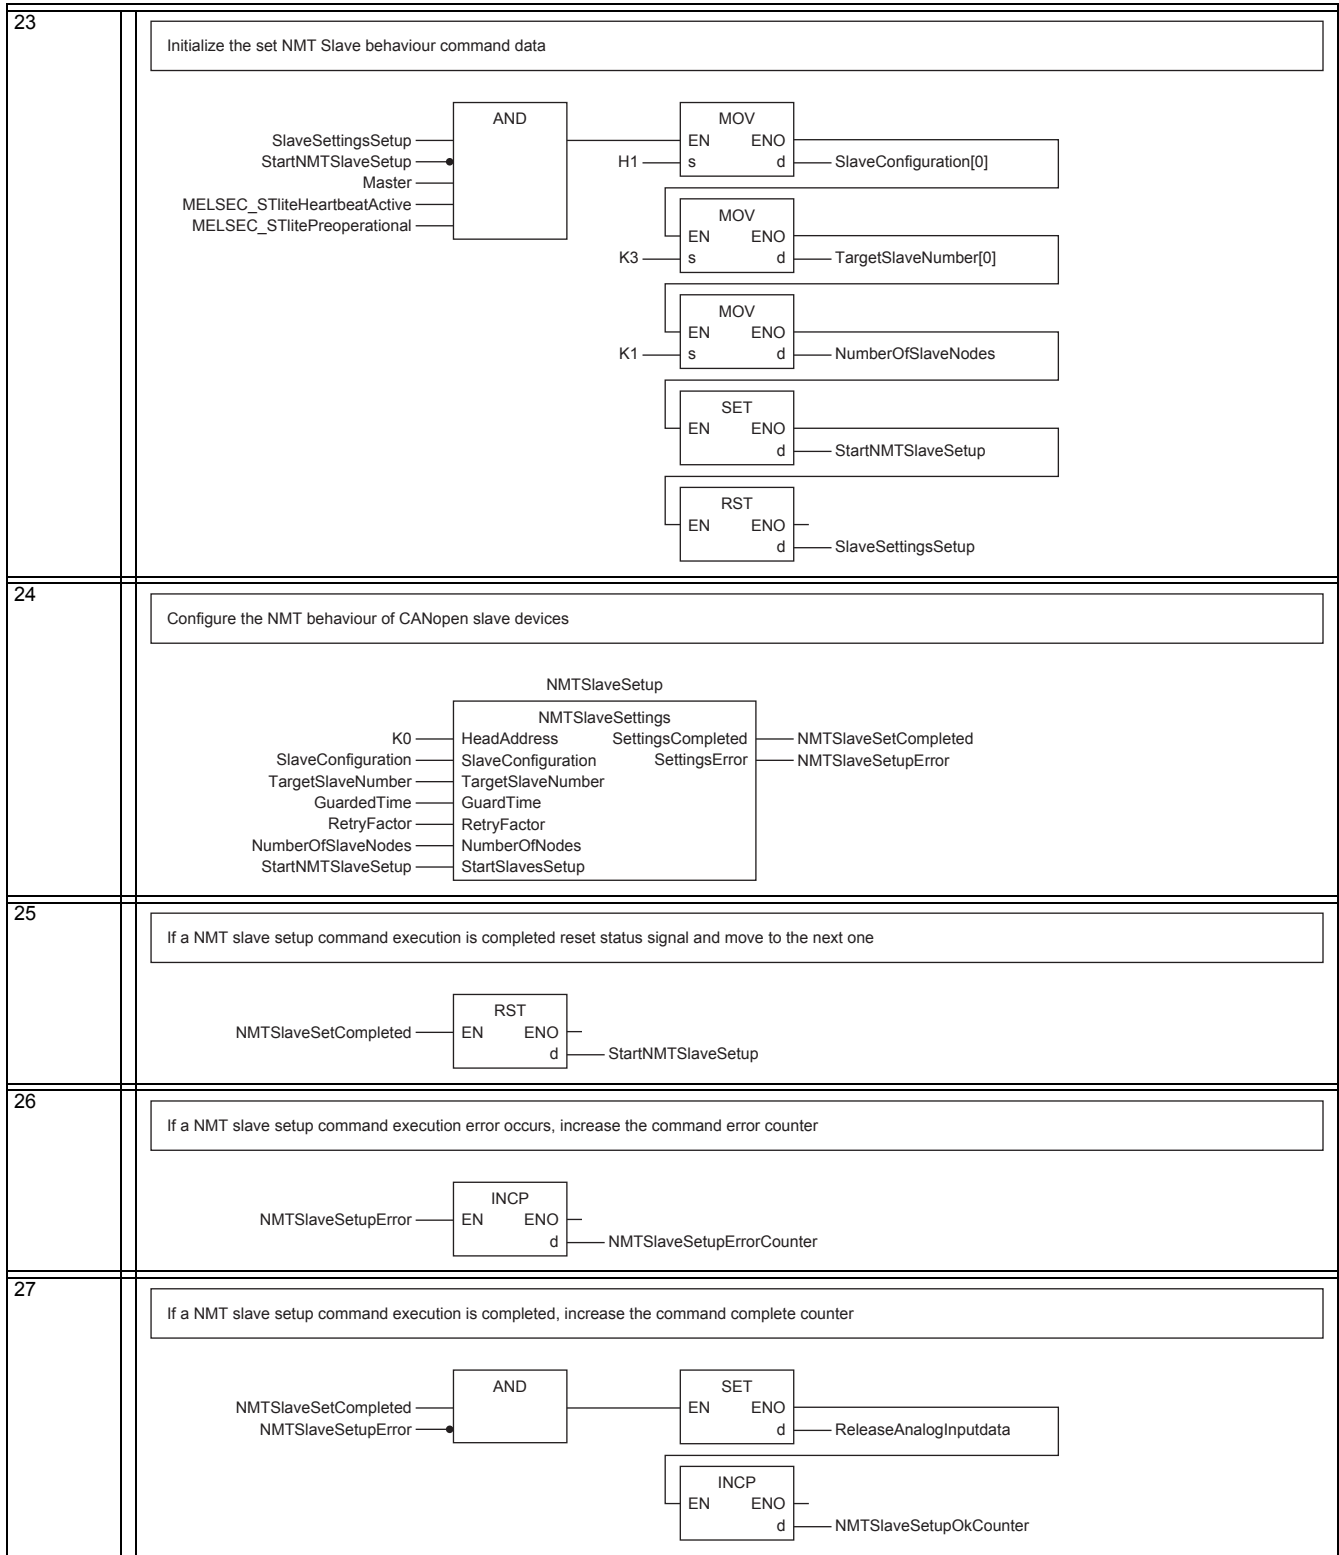 23
Initialize the set NMT Slave behaviour command data
AND
SlaveSettingsSetup
StartNMTSlaveSetup
Master
MELSEC_STliteHeartbeatActive
MELSEC_STlitePreoperational
MOV
EN ENO
H1 s d SlaveConfiguration[0]
MOV
EN ENO
K3 s d TargetSlaveNumber[0]
MOV
EN ENO
K1 s d NumberOfSlaveNodes
SET
EN ENO
d StartNMTSlaveSetup
RST
EN ENO
d SlaveSettingsSetup
24
Configure the NMT behaviour of CANopen slave devices
NMTSlaveSetup
NMTSlaveSettings
K0 HeadAddress SettingsCompleted NMTSlaveSetCompleted
SlaveConfiguration SlaveConfiguration SettingsError NMTSlaveSetupError
TargetSlaveNumber TargetSlaveNumber
GuardedTime GuardTime
RetryFactor RetryFactor
NumberOfSlaveNodes NumberOfNodes
StartNMTSlaveSetup StartSlavesSetup
25
If a NMT slave setup command execution is completed reset status signal and move to the next one
RST
NMTSlaveSetCompleted EN ENO
d StartNMTSlaveSetup
26
If a NMT slave setup command execution error occurs, increase the command error counter
INCP
NMTSlaveSetupError EN ENO
d NMTSlaveSetupErrorCounter
27
If a NMT slave setup command execution is completed, increase the command complete counter
AND
NMTSlaveSetCompleted
NMTSlaveSetupError
SET
EN ENO
d ReleaseAnalogInputdata
INCP
EN ENO
d NMTSlaveSetupOkCounter